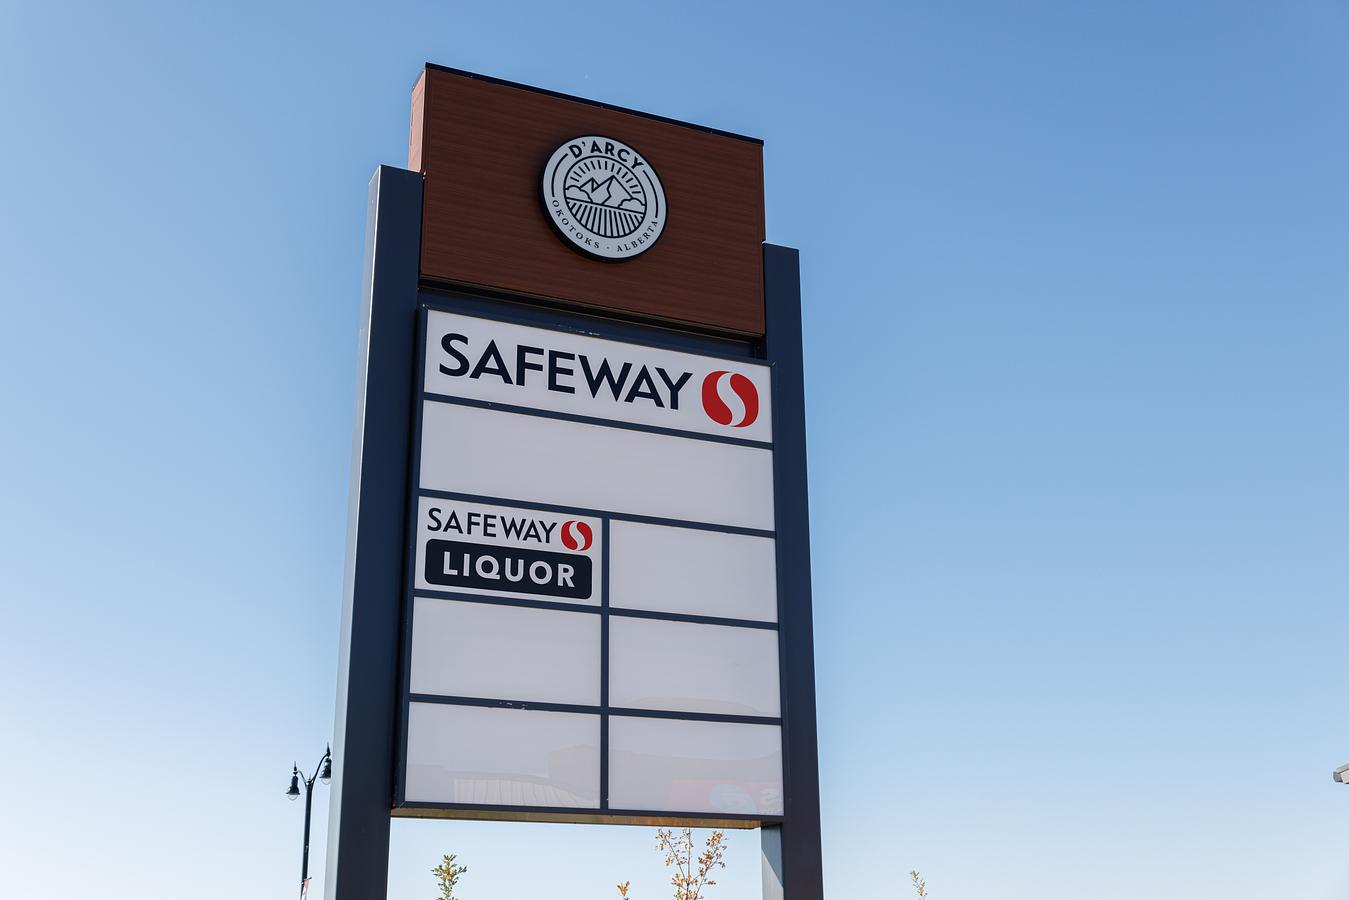 D'ARCY
OKOTOKS · ALBERTA
SAFEWAY
SAFEWAY
LIQUOR